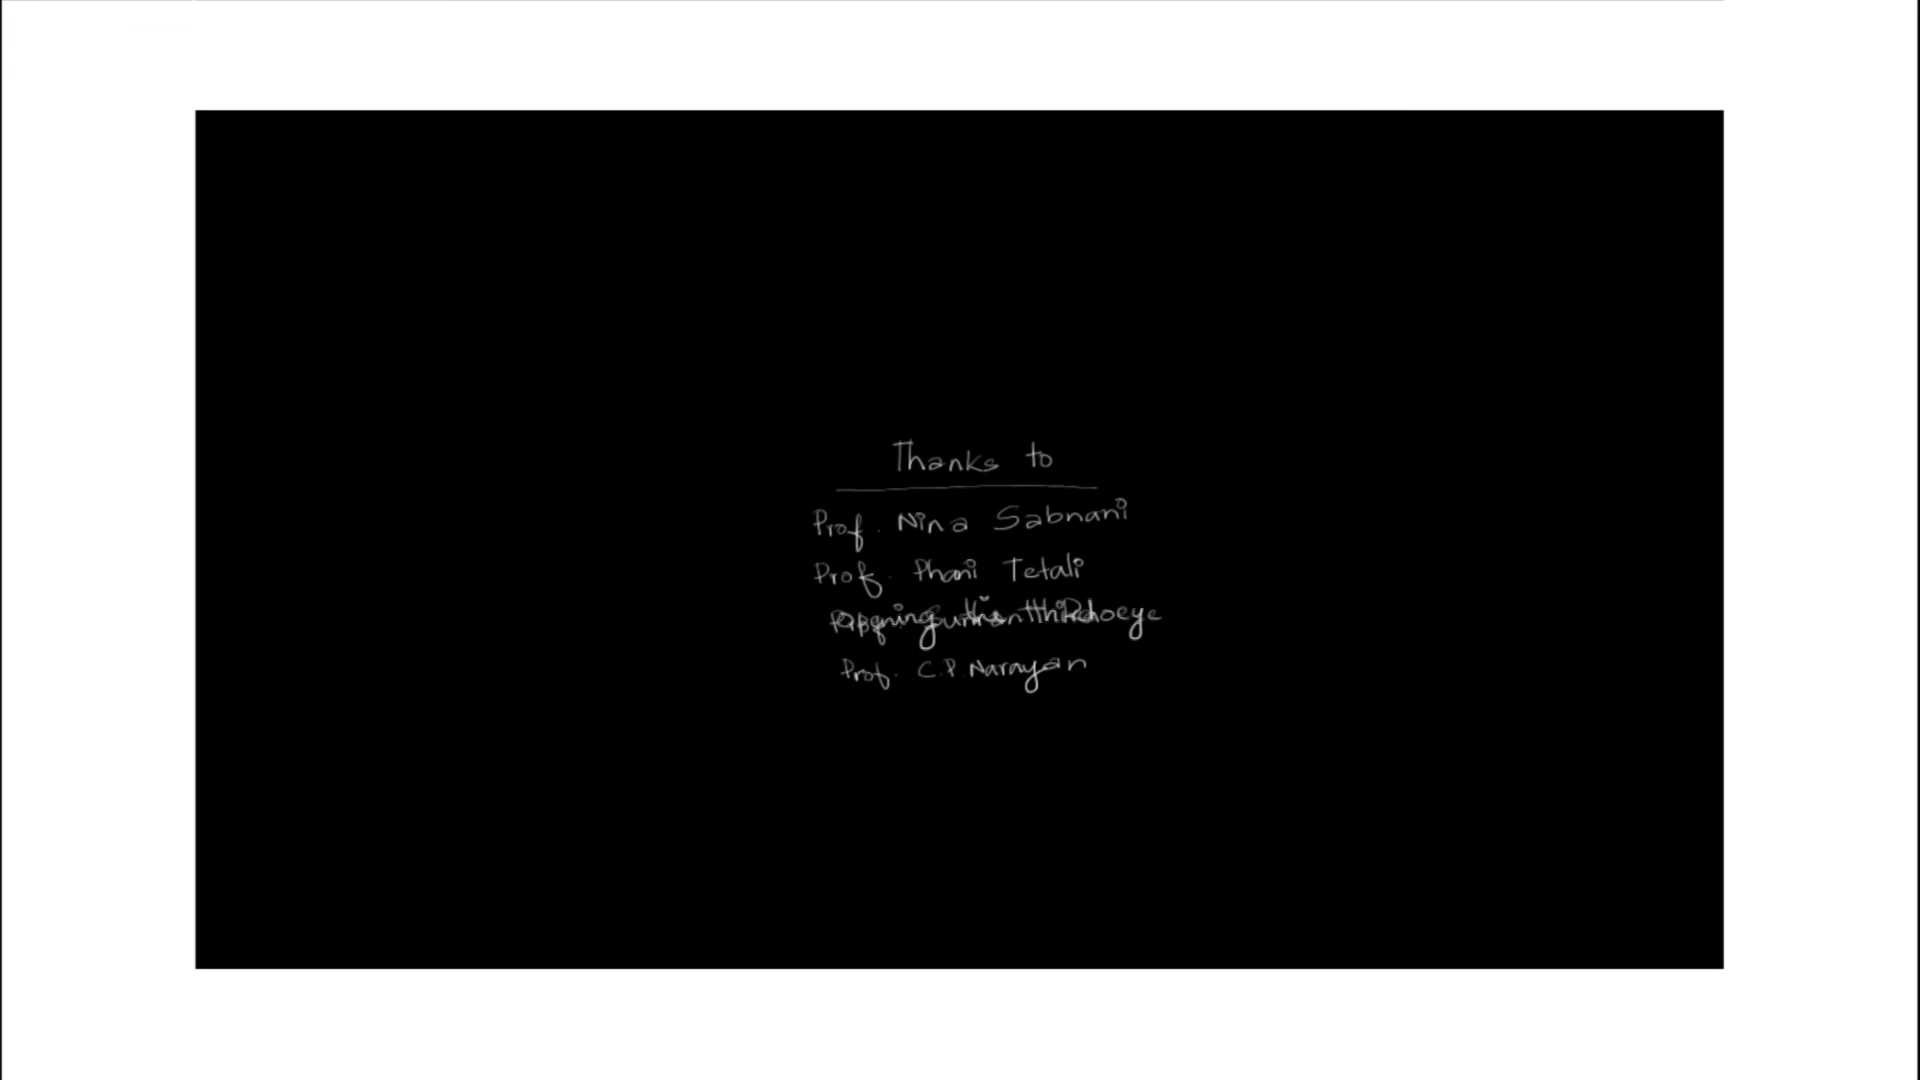 Thanks to
Prof. Nina Sabnani
Prof. Phani Tetali
Prof. C.P. Narayan